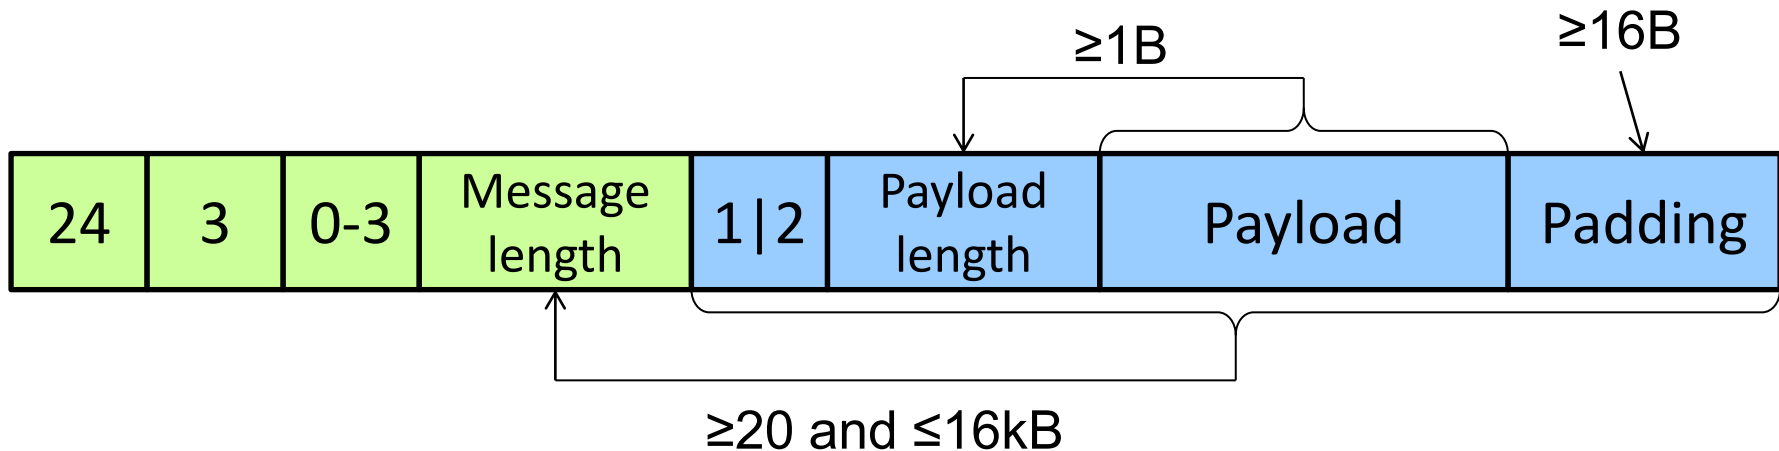 ≥1B
≥16B
24
3
0-3
Message
length
1|2
Payload
length
Payload
Padding
≥20 and ≤16kB